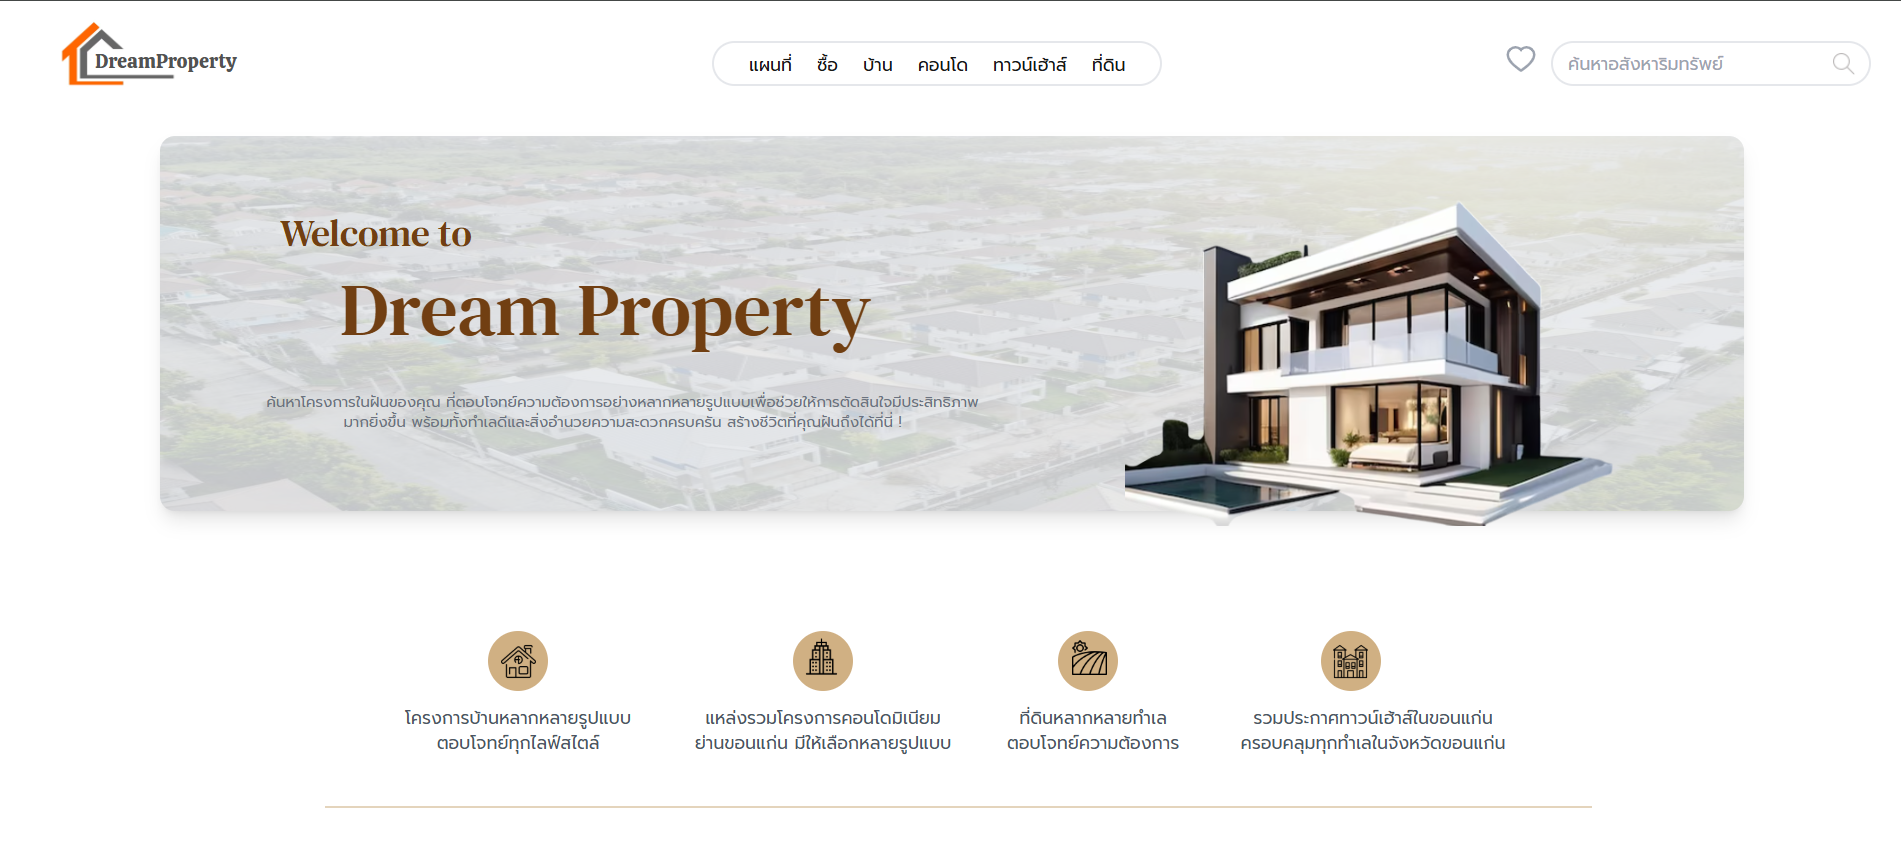 DreamProperty
แผนที่ ซื้อ บ้าน คอนโด ทาวน์เฮ้าส์ ที่ดิน
ค้นหาอสังหาริมทรัพย์
Welcome to
Dream Property
ค้นหาโครงการในฝันของคุณ ที่ตอบโจทย์ความต้องการอย่างหลากหลายรูปแบบเพื่อช่วยให้การตัดสินใจมีประสิทธิภาพ
มากยิ่งขึ้น พร้อมทั้งทำเลดีและสิ่งอำนวยความสะดวกครบครัน สร้างชีวิตที่คุณฝันถึงได้ที่นี่ !
โครงการบ้านหลากหลายรูปแบบ
ตอบโจทย์ทุกไลฟ์สไตล์
แหล่งรวมโครงการคอนโดมิเนียม
ย่านขอนแก่น มีให้เลือกหลายรูปแบบ
ที่ดินหลากหลายทำเล
ตอบโจทย์ความต้องการ
รวมประกาศทาวน์เฮ้าส์ในขอนแก่น
ครอบคลุมทุกทำเลในจังหวัดขอนแก่น